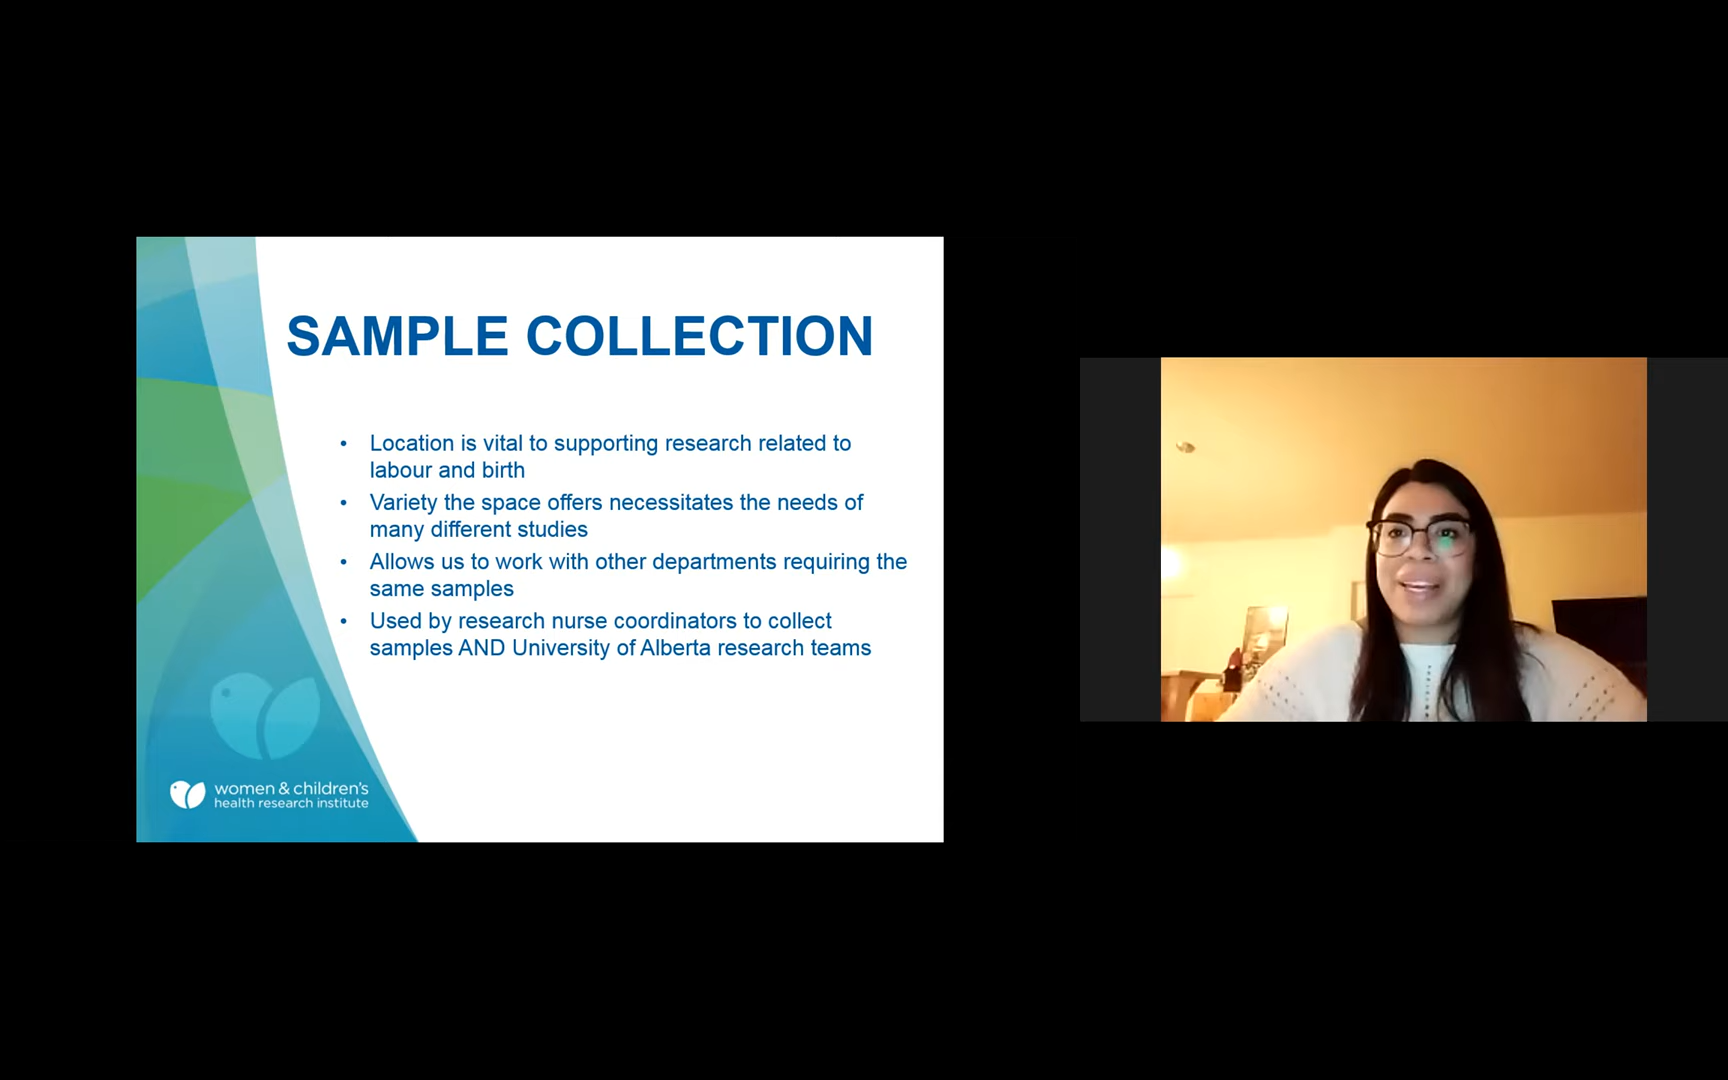 SAMPLE COLLECTION
• Location is vital to supporting research related to
labour and birth
• Variety the space offers necessitates the needs of
many different studies
• Allows us to work with other departments requiring the
same samples
• Used by research nurse coordinators to collect
samples AND University of Alberta research teams
women & children's
health research institute